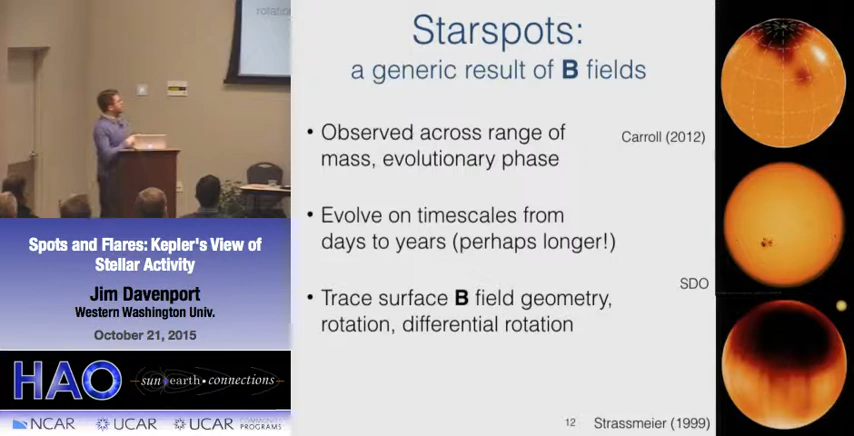 rotatio
Starspots:
a generic result of B fields
• Observed across range of
mass, evolutionary phase
Carroll (2012)
• Evolve on timescales from
days to years (perhaps longer!)
SDO
• Trace surface B field geometry,
rotation, differential rotation
12
Strassmeier (1999)
Spots and Flares: Kepler's View of
Stellar Activity
Jim Davenport
Western Washington Univ.
October 21, 2015
HAO
sun earth • connections
NCAR
UCAR
UCAR
PROGRAMS